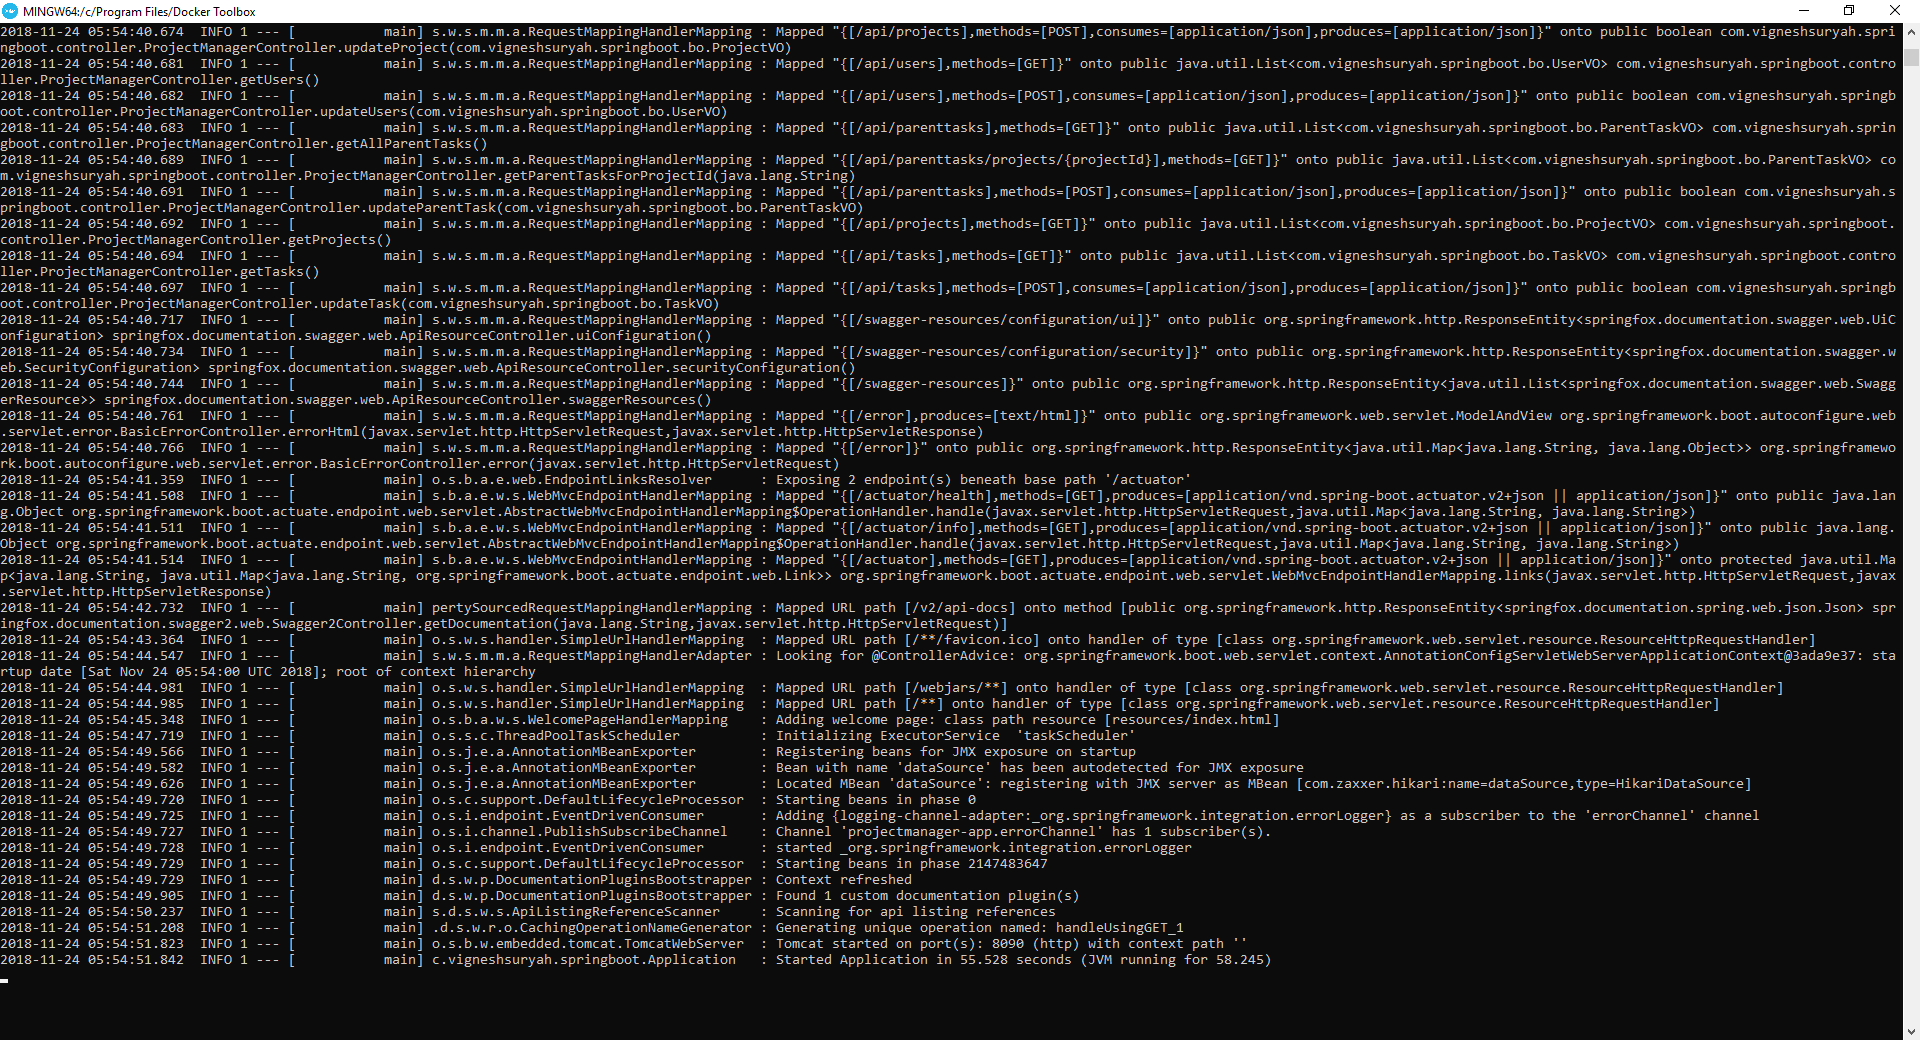 MINGW64:/c/Program Files/Docker Toolbox
2018-11-24 05:54:40.674  INFO 1 --- [           main] s.w.s.m.m.a.RequestMappingHandlerMapping : Mapped "{[/api/projects],methods=[POST],consumes=[application/json],produces=[application/json]}" onto public boolean com.vigneshsuryah.spri
ngboot.controller.ProjectManagerController.updateProject(com.vigneshsuryah.springboot.bo.ProjectVO)
2018-11-24 05:54:40.681  INFO 1 --- [           main] s.w.s.m.m.a.RequestMappingHandlerMapping : Mapped "{[/api/users],methods=[GET]}" onto public java.util.List<com.vigneshsuryah.springboot.bo.UserVO> com.vigneshsuryah.springboot.contro
ller.ProjectManagerController.getUsers()
2018-11-24 05:54:40.682  INFO 1 --- [           main] s.w.s.m.m.a.RequestMappingHandlerMapping : Mapped "{[/api/users],methods=[POST],consumes=[application/json],produces=[application/json]}" onto public boolean com.vigneshsuryah.springb
oot.controller.ProjectManagerController.updateUsers(com.vigneshsuryah.springboot.bo.UserVO)
2018-11-24 05:54:40.683  INFO 1 --- [           main] s.w.s.m.m.a.RequestMappingHandlerMapping : Mapped "{[/api/parenttasks],methods=[GET]}" onto public java.util.List<com.vigneshsuryah.springboot.bo.ParentTaskVO> com.vigneshsuryah.sprin
gboot.controller.ProjectManagerController.getAllParentTasks()
2018-11-24 05:54:40.689  INFO 1 --- [           main] s.w.s.m.m.a.RequestMappingHandlerMapping : Mapped "{[/api/parenttasks/projects/{projectId}],methods=[GET]}" onto public java.util.List<com.vigneshsuryah.springboot.bo.ParentTaskVO> co
m.vigneshsuryah.springboot.controller.ProjectManagerController.getParentTasksForProjectId(java.lang.String)
2018-11-24 05:54:40.691  INFO 1 --- [           main] s.w.s.m.m.a.RequestMappingHandlerMapping : Mapped "{[/api/parenttasks],methods=[POST],consumes=[application/json],produces=[application/json]}" onto public boolean com.vigneshsuryah.s
pringboot.controller.ProjectManagerController.updateParentTask(com.vigneshsuryah.springboot.bo.ParentTaskVO)
2018-11-24 05:54:40.692  INFO 1 --- [           main] s.w.s.m.m.a.RequestMappingHandlerMapping : Mapped "{[/api/projects],methods=[GET]}" onto public java.util.List<com.vigneshsuryah.springboot.bo.ProjectVO> com.vigneshsuryah.springboot.
controller.ProjectManagerController.getProjects()
2018-11-24 05:54:40.694  INFO 1 --- [           main] s.w.s.m.m.a.RequestMappingHandlerMapping : Mapped "{[/api/tasks],methods=[GET]}" onto public java.util.List<com.vigneshsuryah.springboot.bo.TaskVO> com.vigneshsuryah.springboot.contro
ller.ProjectManagerController.getTasks()
2018-11-24 05:54:40.697  INFO 1 --- [           main] s.w.s.m.m.a.RequestMappingHandlerMapping : Mapped "{[/api/tasks],methods=[POST],consumes=[application/json],produces=[application/json]}" onto public boolean com.vigneshsuryah.springb
oot.controller.ProjectManagerController.updateTask(com.vigneshsuryah.springboot.bo.TaskVO)
2018-11-24 05:54:40.717  INFO 1 --- [           main] s.w.s.m.m.a.RequestMappingHandlerMapping : Mapped "{[/swagger-resources/configuration/ui]}" onto public org.springframework.http.ResponseEntity<springfox.documentation.swagger.web.UiC
onfiguration> springfox.documentation.swagger.web.ApiResourceController.uiConfiguration()
2018-11-24 05:54:40.734  INFO 1 --- [           main] s.w.s.m.m.a.RequestMappingHandlerMapping : Mapped "{[/swagger-resources/configuration/security]}" onto public org.springframework.http.ResponseEntity<springfox.documentation.swagger.w
eb.SecurityConfiguration> springfox.documentation.swagger.web.ApiResourceController.securityConfiguration()
2018-11-24 05:54:40.744  INFO 1 --- [           main] s.w.s.m.m.a.RequestMappingHandlerMapping : Mapped "{[/swagger-resources]}" onto public org.springframework.http.ResponseEntity<java.util.List<springfox.documentation.swagger.web.Swagg
erResource>> springfox.documentation.swagger.web.ApiResourceController.swaggerResources()
2018-11-24 05:54:40.761  INFO 1 --- [           main] s.w.s.m.m.a.RequestMappingHandlerMapping : Mapped "{[/error],produces=[text/html]}" onto public org.springframework.web.servlet.ModelAndView org.springframework.boot.autoconfigure.web
.servlet.error.BasicErrorController.errorHtml(javax.servlet.http.HttpServletRequest,javax.servlet.http.HttpServletResponse)
2018-11-24 05:54:40.766  INFO 1 --- [           main] s.w.s.m.m.a.RequestMappingHandlerMapping : Mapped "{[/error]}" onto public org.springframework.http.ResponseEntity<java.util.Map<java.lang.String, java.lang.Object>> org.springframewo
rk.boot.autoconfigure.web.servlet.error.BasicErrorController.error(javax.servlet.http.HttpServletRequest)
2018-11-24 05:54:41.359  INFO 1 --- [           main] o.s.b.a.e.web.EndpointLinksResolver      : Exposing 2 endpoint(s) beneath base path '/actuator'
2018-11-24 05:54:41.508  INFO 1 --- [           main] s.b.a.e.w.s.WebMvcEndpointHandlerMapping : Mapped "{[/actuator/health],methods=[GET],produces=[application/vnd.spring-boot.actuator.v2+json || application/json]}" onto public java.lan
g.Object org.springframework.boot.actuate.endpoint.web.servlet.AbstractWebMvcEndpointHandlerMapping$OperationHandler.handle(javax.servlet.http.HttpServletRequest,java.util.Map<java.lang.String, java.lang.String>)
2018-11-24 05:54:41.511  INFO 1 --- [           main] s.b.a.e.w.s.WebMvcEndpointHandlerMapping : Mapped "{[/actuator/info],methods=[GET],produces=[application/vnd.spring-boot.actuator.v2+json || application/json]}" onto public java.lang.
Object org.springframework.boot.actuate.endpoint.web.servlet.AbstractWebMvcEndpointHandlerMapping$OperationHandler.handle(javax.servlet.http.HttpServletRequest,java.util.Map<java.lang.String, java.lang.String>)
2018-11-24 05:54:41.514  INFO 1 --- [           main] s.b.a.e.w.s.WebMvcEndpointHandlerMapping : Mapped "{[/actuator],methods=[GET],produces=[application/vnd.spring-boot.actuator.v2+json || application/json]}" onto protected java.util.Ma
p<java.lang.String, java.util.Map<java.lang.String, org.springframework.boot.actuate.endpoint.web.Link>> org.springframework.boot.actuate.endpoint.web.servlet.WebMvcEndpointHandlerMapping.links(javax.servlet.http.HttpServletRequest,javax
.servlet.http.HttpServletResponse)
2018-11-24 05:54:42.732  INFO 1 --- [           main] pertySourcedRequestMappingHandlerMapping : Mapped URL path [/v2/api-docs] onto method [public org.springframework.http.ResponseEntity<springfox.documentation.spring.web.json.Json> spr
ingfox.documentation.swagger2.web.Swagger2Controller.getDocumentation(java.lang.String,javax.servlet.http.HttpServletRequest)]
2018-11-24 05:54:43.364  INFO 1 --- [           main] o.s.w.s.handler.SimpleUrlHandlerMapping  : Mapped URL path [/**/favicon.ico] onto handler of type [class org.springframework.web.servlet.resource.ResourceHttpRequestHandler]
2018-11-24 05:54:44.547  INFO 1 --- [           main] s.w.s.m.m.a.RequestMappingHandlerAdapter : Looking for @ControllerAdvice: org.springframework.boot.web.servlet.context.AnnotationConfigServletWebServerApplicationContext@3ada9e37: sta
rtup date [Sat Nov 24 05:54:00 UTC 2018]; root of context hierarchy
2018-11-24 05:54:44.981  INFO 1 --- [           main] o.s.w.s.handler.SimpleUrlHandlerMapping  : Mapped URL path [/webjars/**] onto handler of type [class org.springframework.web.servlet.resource.ResourceHttpRequestHandler]
2018-11-24 05:54:44.985  INFO 1 --- [           main] o.s.w.s.handler.SimpleUrlHandlerMapping  : Mapped URL path [/**] onto handler of type [class org.springframework.web.servlet.resource.ResourceHttpRequestHandler]
2018-11-24 05:54:45.348  INFO 1 --- [           main] o.s.b.a.w.s.WelcomePageHandlerMapping    : Adding welcome page: class path resource [resources/index.html]
2018-11-24 05:54:47.719  INFO 1 --- [           main] o.s.s.c.ThreadPoolTaskScheduler          : Initializing ExecutorService  'taskScheduler'
2018-11-24 05:54:49.566  INFO 1 --- [           main] o.s.j.e.a.AnnotationMBeanExporter        : Registering beans for JMX exposure on startup
2018-11-24 05:54:49.582  INFO 1 --- [           main] o.s.j.e.a.AnnotationMBeanExporter        : Bean with name 'dataSource' has been autodetected for JMX exposure
2018-11-24 05:54:49.626  INFO 1 --- [           main] o.s.j.e.a.AnnotationMBeanExporter        : Located MBean 'dataSource': registering with JMX server as MBean [com.zaxxer.hikari:name=dataSource,type=HikariDataSource]
2018-11-24 05:54:49.720  INFO 1 --- [           main] o.s.c.support.DefaultLifecycleProcessor  : Starting beans in phase 0
2018-11-24 05:54:49.725  INFO 1 --- [           main] o.s.i.endpoint.EventDrivenConsumer       : Adding {logging-channel-adapter:_org.springframework.integration.errorLogger} as a subscriber to the 'errorChannel' channel
2018-11-24 05:54:49.727  INFO 1 --- [           main] o.s.i.channel.PublishSubscribeChannel    : Channel 'projectmanager-app.errorChannel' has 1 subscriber(s).
2018-11-24 05:54:49.728  INFO 1 --- [           main] o.s.i.endpoint.EventDrivenConsumer       : started _org.springframework.integration.errorLogger
2018-11-24 05:54:49.729  INFO 1 --- [           main] o.s.c.support.DefaultLifecycleProcessor  : Starting beans in phase 2147483647
2018-11-24 05:54:49.729  INFO 1 --- [           main] d.s.w.p.DocumentationPluginsBootstrapper : Context refreshed
2018-11-24 05:54:49.905  INFO 1 --- [           main] d.s.w.p.DocumentationPluginsBootstrapper : Found 1 custom documentation plugin(s)
2018-11-24 05:54:50.237  INFO 1 --- [           main] s.d.s.w.s.ApiListingReferenceScanner     : Scanning for api listing references
2018-11-24 05:54:51.208  INFO 1 --- [           main] .d.s.w.r.o.CachingOperationNameGenerator : Generating unique operation named: handleUsingGET_1
2018-11-24 05:54:51.823  INFO 1 --- [           main] o.s.b.w.embedded.tomcat.TomcatWebServer  : Tomcat started on port(s): 8090 (http) with context path ''
2018-11-24 05:54:51.842  INFO 1 --- [           main] c.vigneshsuryah.springboot.Application   : Started Application in 55.528 seconds (JVM running for 58.245)